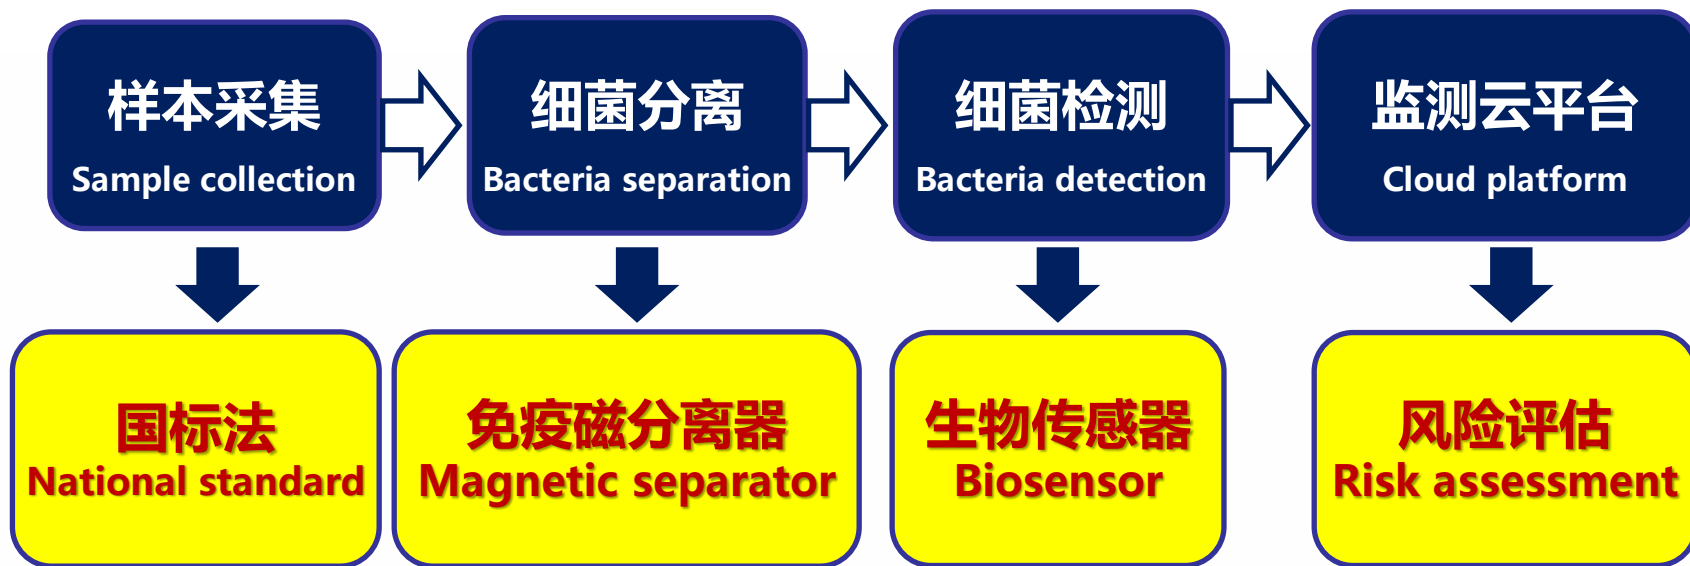 样本采集
Sample collection
细菌分离
Bacteria separation
细菌检测
Bacteria detection
监测云平台
Cloud platform
国标法
National standard
免疫磁分离器
Magnetic separator
生物传感器
Biosensor
风险评估
Risk assessment